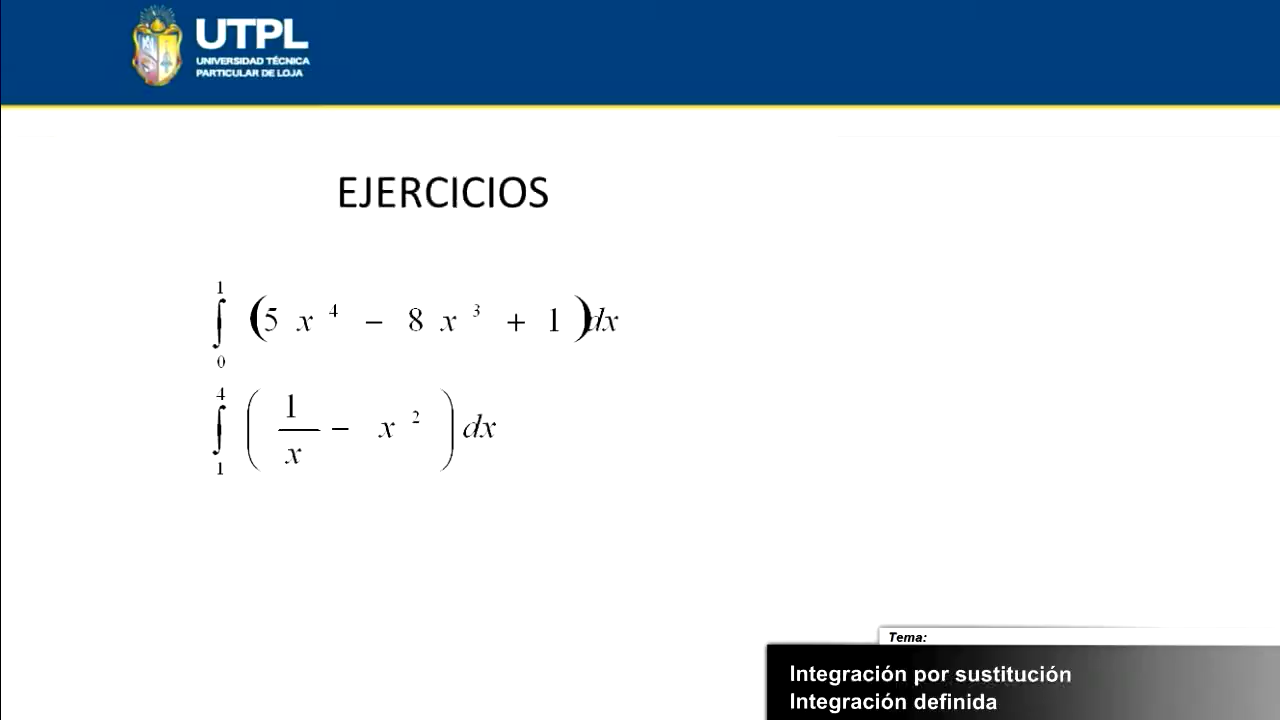 UTPL
UNIVERSIDAD TÉCNICA
PARTICULAR DE LOJA
EJERCICIOS
∫₀¹ (5x⁴ − 8x³ + 1)dx
∫₁⁴ (1/x − x²) dx
Tema:
Integración por sustitución
Integración definida